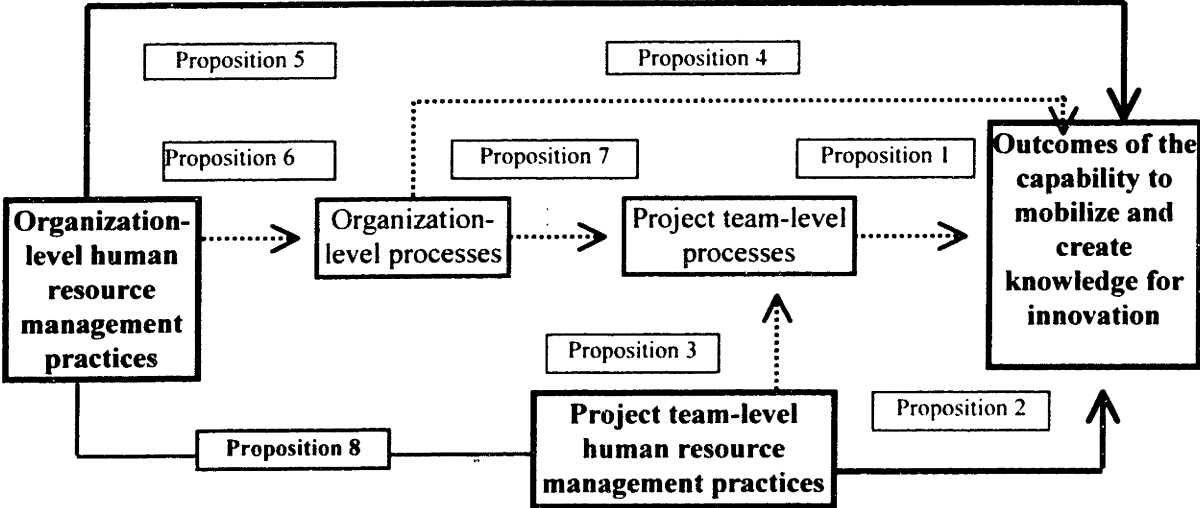 Proposition 5
Proposition 4
Proposition 6
Proposition 7
Proposition 1
Organization-
level human
resource
management
practices
Organization-
level processes
Project team-level
processes
Outcomes of the
capability to
mobilize and
create
knowledge for
innovation
Proposition 3
Proposition 2
Proposition 8
Project team-level
human resource
management practices